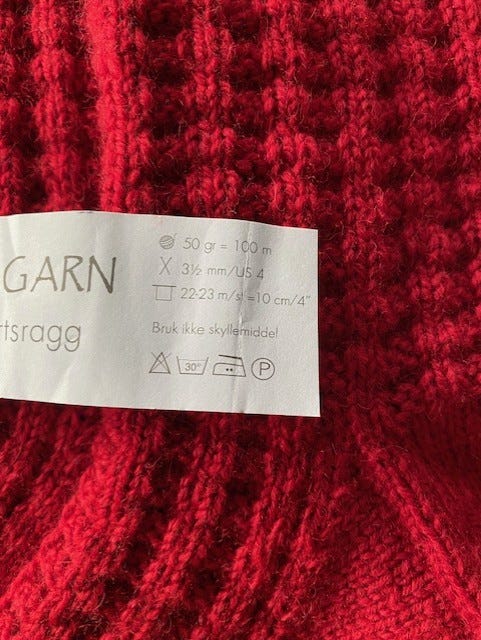 50 gr = 100 m
GARN
3½ mm/US 4
22-23 m/st =10 cm/4"
rtsragg
Bruk ikke skyllemiddel
30°
P